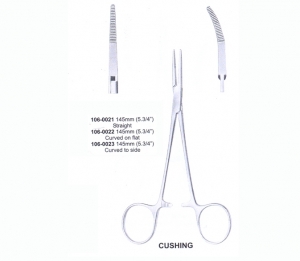 106-0021 145mm (5.3/4")
Straight
106-0022 145mm (5.3/4")
Curved on flat
106-0023 145mm (5.3/4")
Curved to side
CUSHING